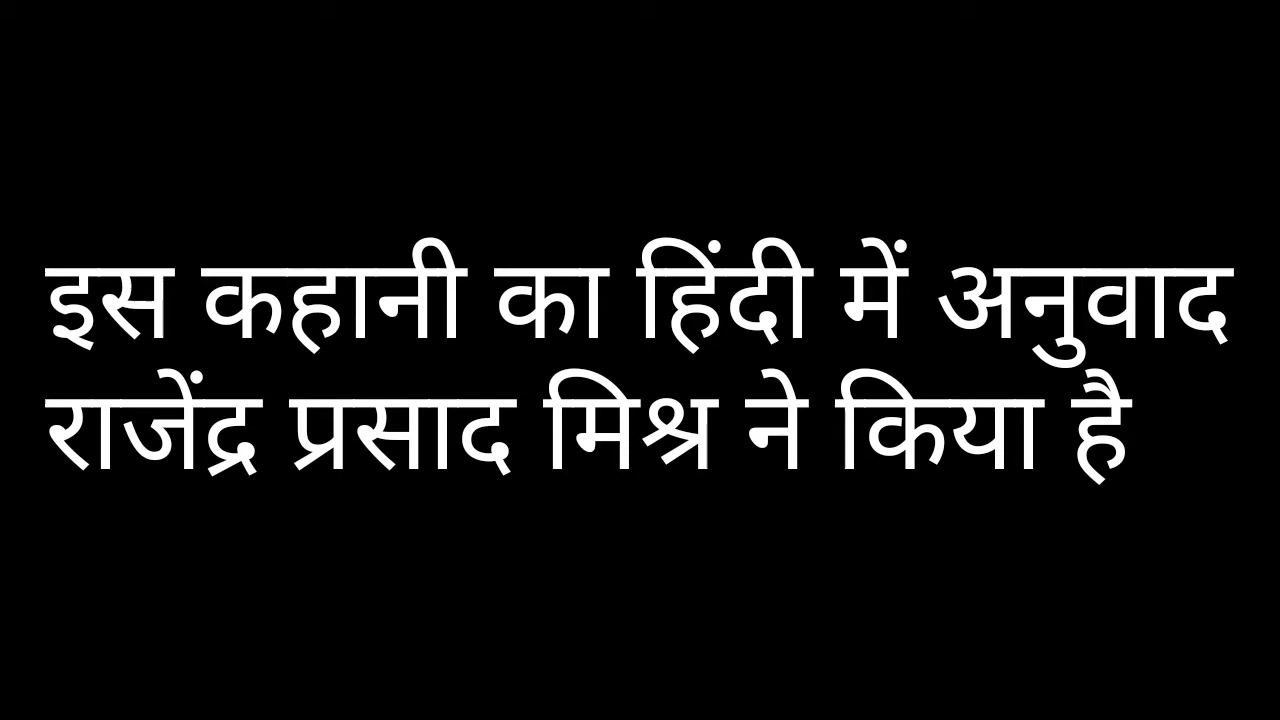 इस कहानी का हिंदी में अनुवाद
राजेंद्र प्रसाद मिश्र ने किया है